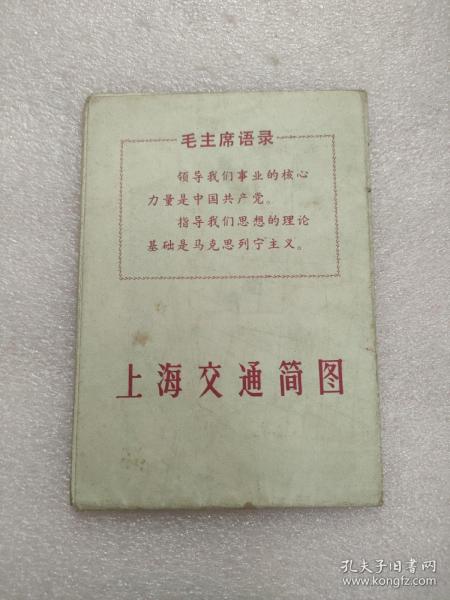 毛主席语录
领导我们事业的核心
力量是中国共产党。
指导我们思想的理论
基础是马克思列宁主义。
上海交通简图
孔夫子旧书网
www.kongfz.com